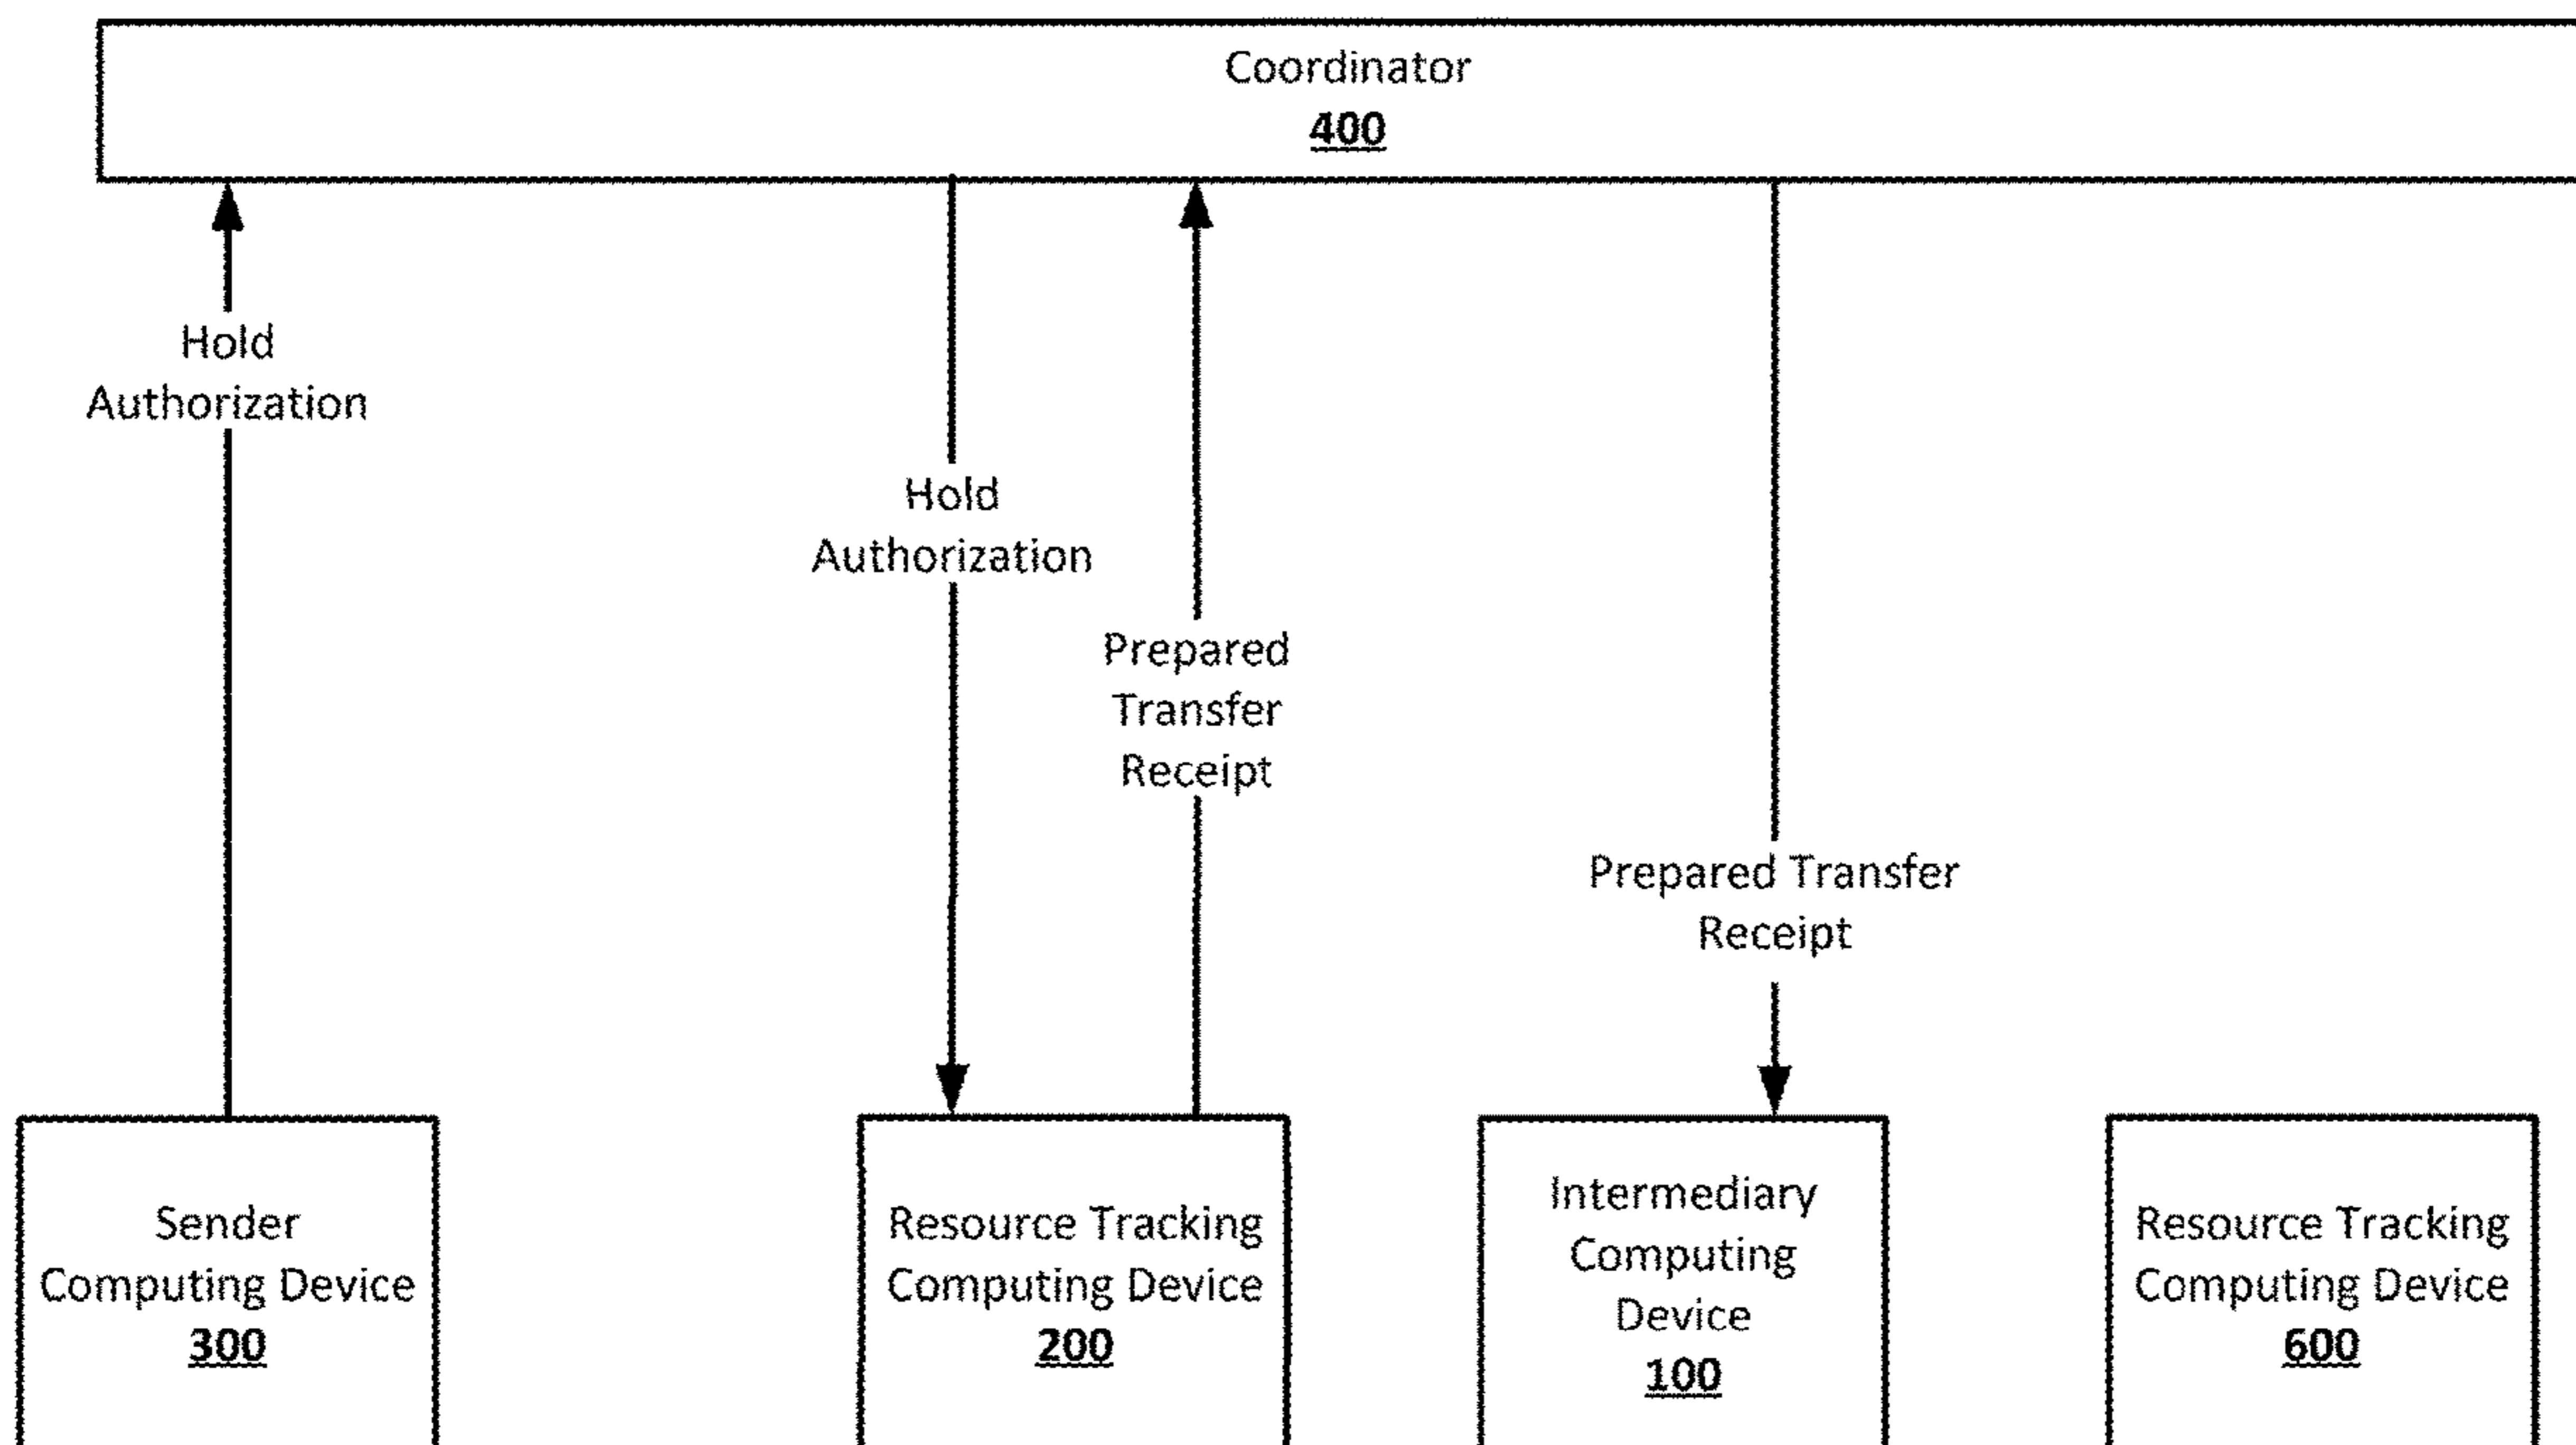 Coordinator
400
Hold
Authorization
Hold
Authorization
Prepared
Transfer
Receipt
Prepared Transfer
Receipt
Sender
Computing Device
300
Resource Tracking
Computing Device
200
Intermediary
Computing
Device
100
Resource Tracking
Computing Device
600